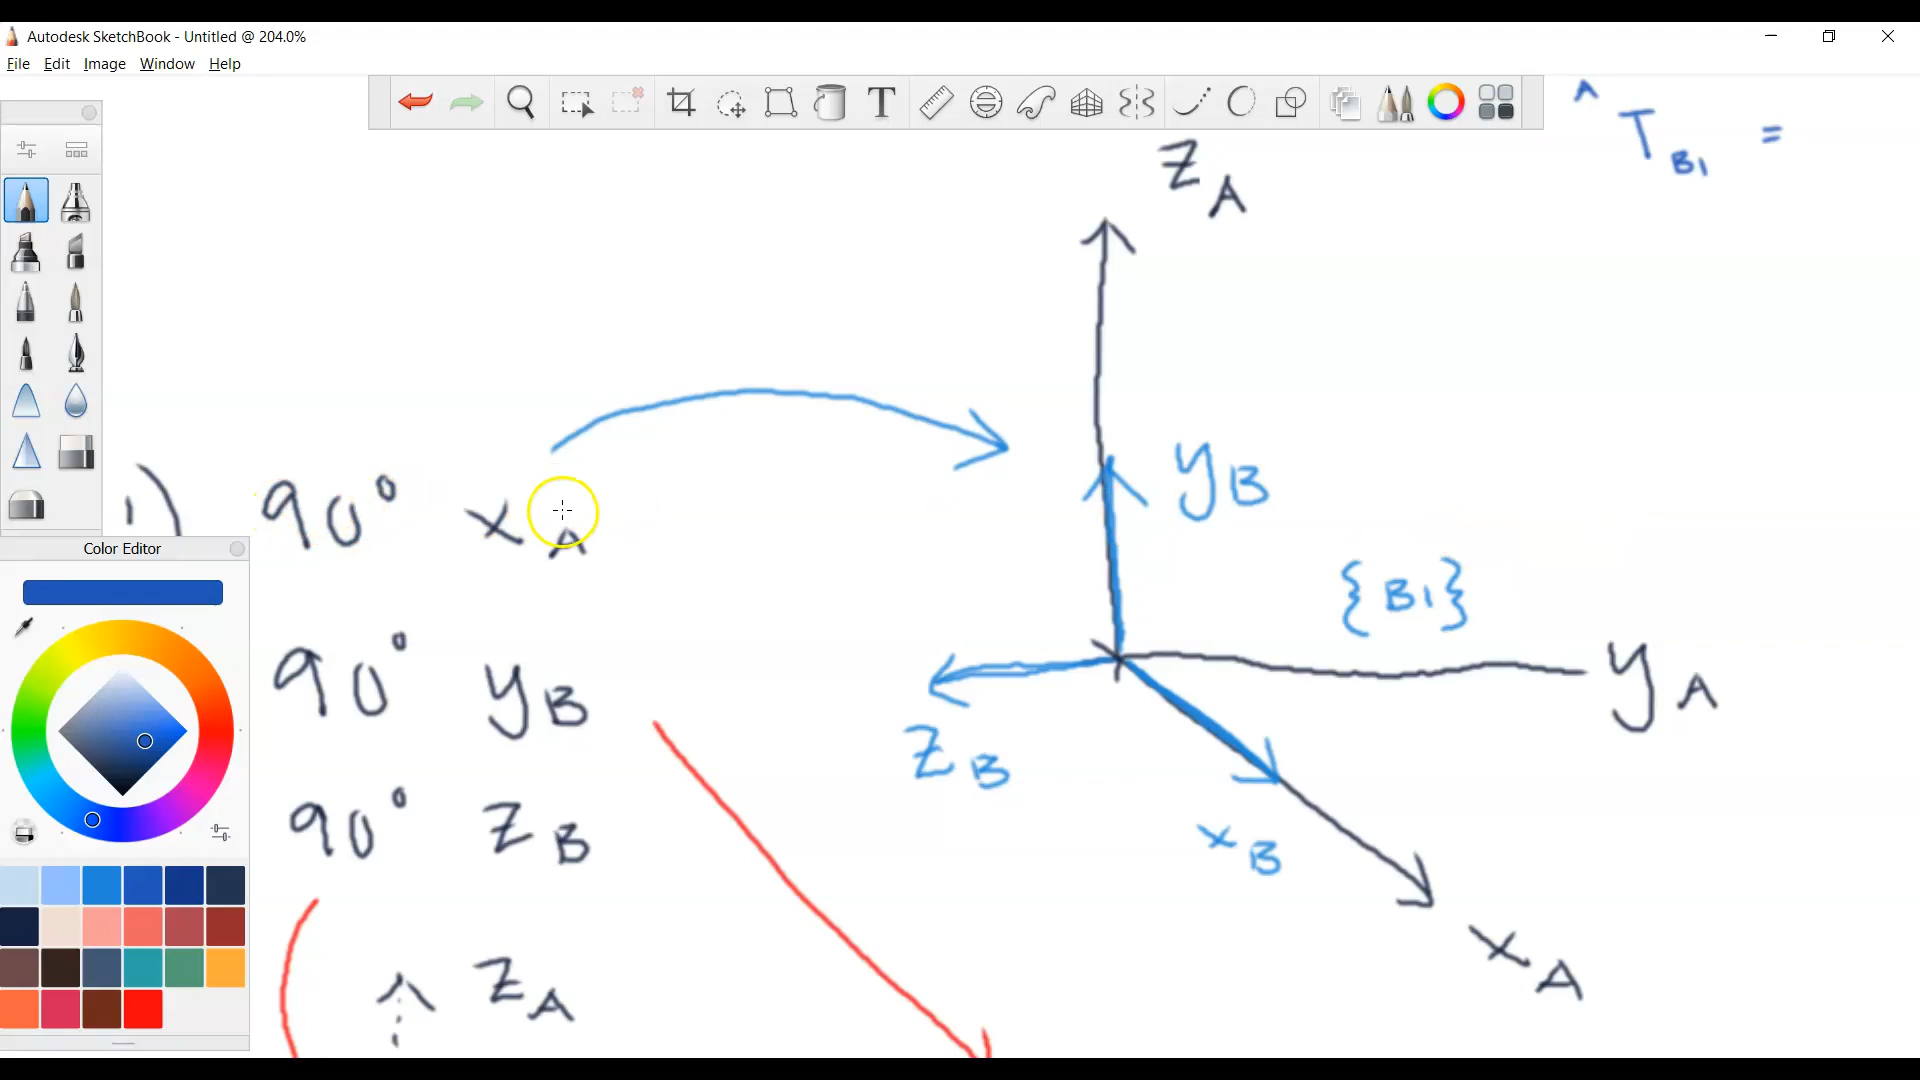 Autodesk SketchBook - Untitled @ 204.0%
File Edit Image Window Help
T
A T B1 =
Z A
1) 90° x A
y B
{B1}
90° y B
y A
Color Editor
Z B
90° Z B
x B
Z A
x A